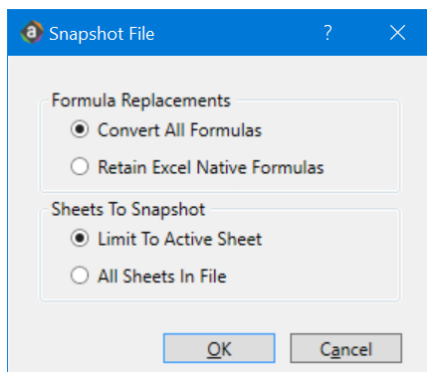 Snapshot File
Formula Replacements
Convert All Formulas
Retain Excel Native Formulas
Sheets To Snapshot
Limit To Active Sheet
All Sheets In File
OK Cancel